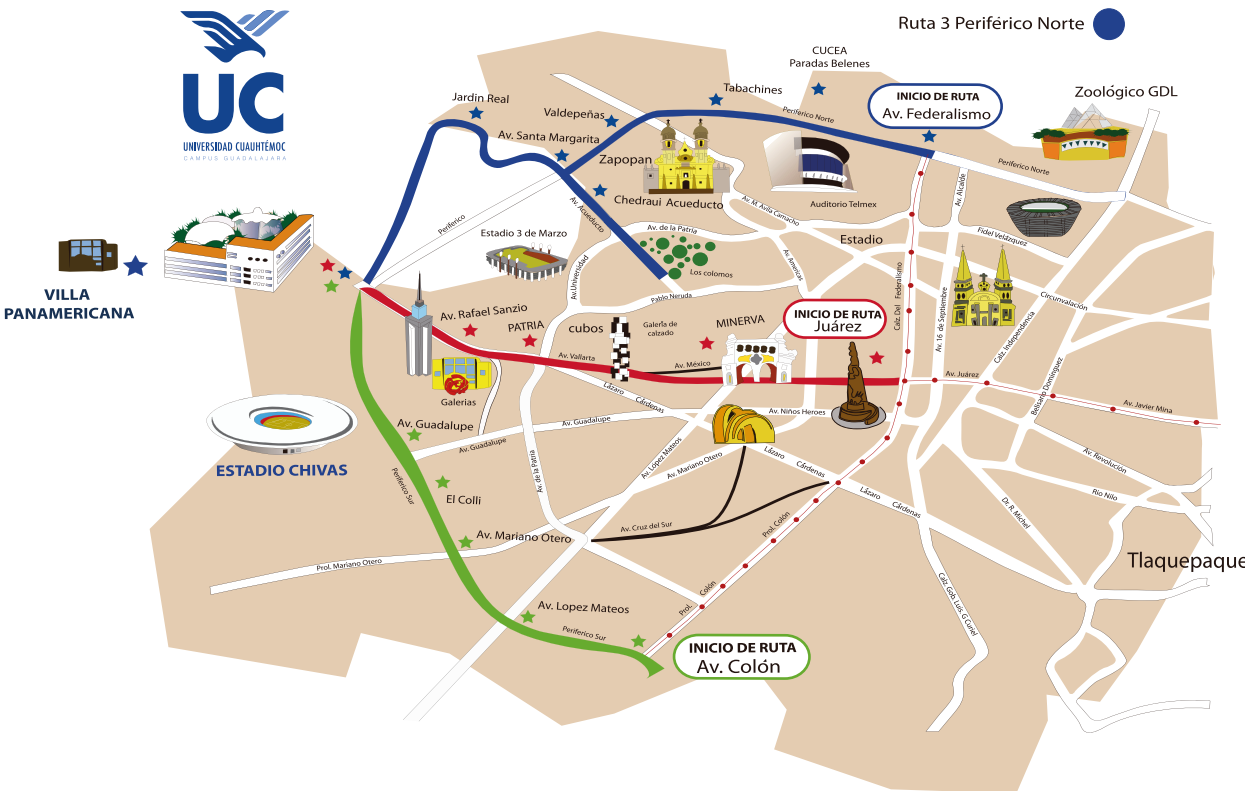 Ruta 3 Periférico Norte
UC
UNIVERSIDAD CUAUHTÉMOC
CAMPUS GUADALAJARA
CUCEA
Paradas Belenes
Jardin Real
Valdepeñas
Tabachines
Periferico Norte
INICIO DE RUTA
Av. Federalismo
Zoológico GDL
Av. Santa Margarita
Zapopan
Periferico Norte
Av. Alcalde
Chedraui Acueducto
Auditorio Telmex
Av. Acueducto
Periferico
Av. M. Avila Camacho
Estadio 3 de Marzo
Av. de la Patria
Estadio
Fidel Velázquez
Av. Americas
Av.Universidad
Los colomos
Pablo Neruda
Calz. Del Federalismo
Av. 16 de Septiembre
Circunvalación
Calz. Independencia
VILLA
PANAMERICANA
Av. Rafael Sanzio
PATRIA
cubos
Galería de
calzado
MINERVA
INICIO DE RUTA
Juárez
Av. Vallarta
Av. México
Av. Juárez
Belisario Dominguez
Av. Javier Mina
Galerias
Lázaro Cárdenas
Av. Niños Heroes
Av. Guadalupe
Av. Guadalupe
Av. Guadalupe
ESTADIO CHIVAS
Periferico Sur
Av. de la Patria
Av. Lopez Mateos
Av. Mariano Otero
Lázaro Cárdenas
Av. Revolución
El Colli
Lázaro Cárdenas
Rio Nilo
Dr. R. Michel
Av. Cruz del Sur
Prol. Colón
Av. Mariano Otero
Prol. Mariano Otero
Tlaquepaque
Calz. Gob. Luis. G Curiel
Prol. Colón
Av. Lopez Mateos
Periferico Sur
INICIO DE RUTA
Av. Colón